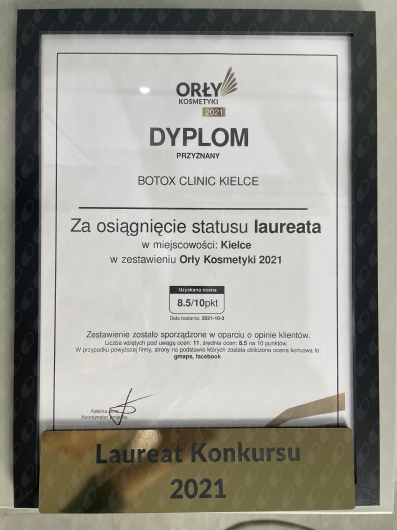 ORŁY
KOSMETYKI
2021
DYPLOM
PRZYZNANY
BOTOX CLINIC KIELCE
Za osiągnięcie statusu laureata
w miejscowości: Kielce
w zestawieniu Orły Kosmetyki 2021
Uzyskana ocena
8.5/10pkt
Data badania: 2021-10-3
Zestawienie zostało sporządzone w oparciu o opinie klientów.
Liczba wziętych pod uwagę ocen: 11, średnia ocen: 8.5 na 10 punktów.
W przypadku powyższej firmy, strony na podstawie których została obliczona ocena końcowa to:
gmaps, facebook
Adelina
Koordynator projektu
Laureat Konkursu
2021